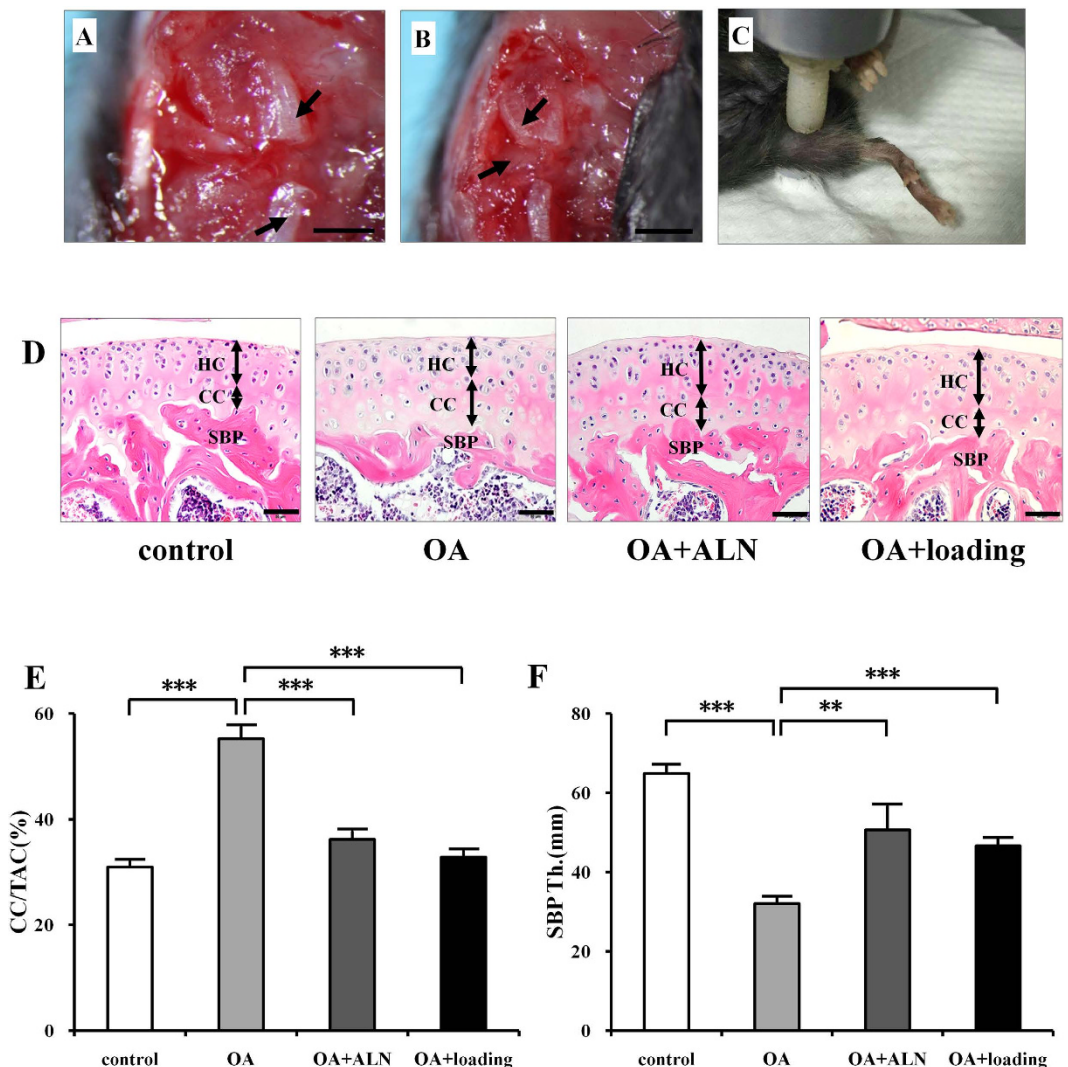 A
B
C
D
HC
CC
SBP
HC
CC
SBP
HC
CC
SBP
HC
CC
SBP
control
OA
OA+ALN
OA+loading
E
***
***
***
CC/TAC(%)
60
40
20
0
control
OA
OA+ALN
OA+loading
F
***
***
**
SBP Th.(mm)
80
60
40
20
0
control
OA
OA+ALN
OA+loading